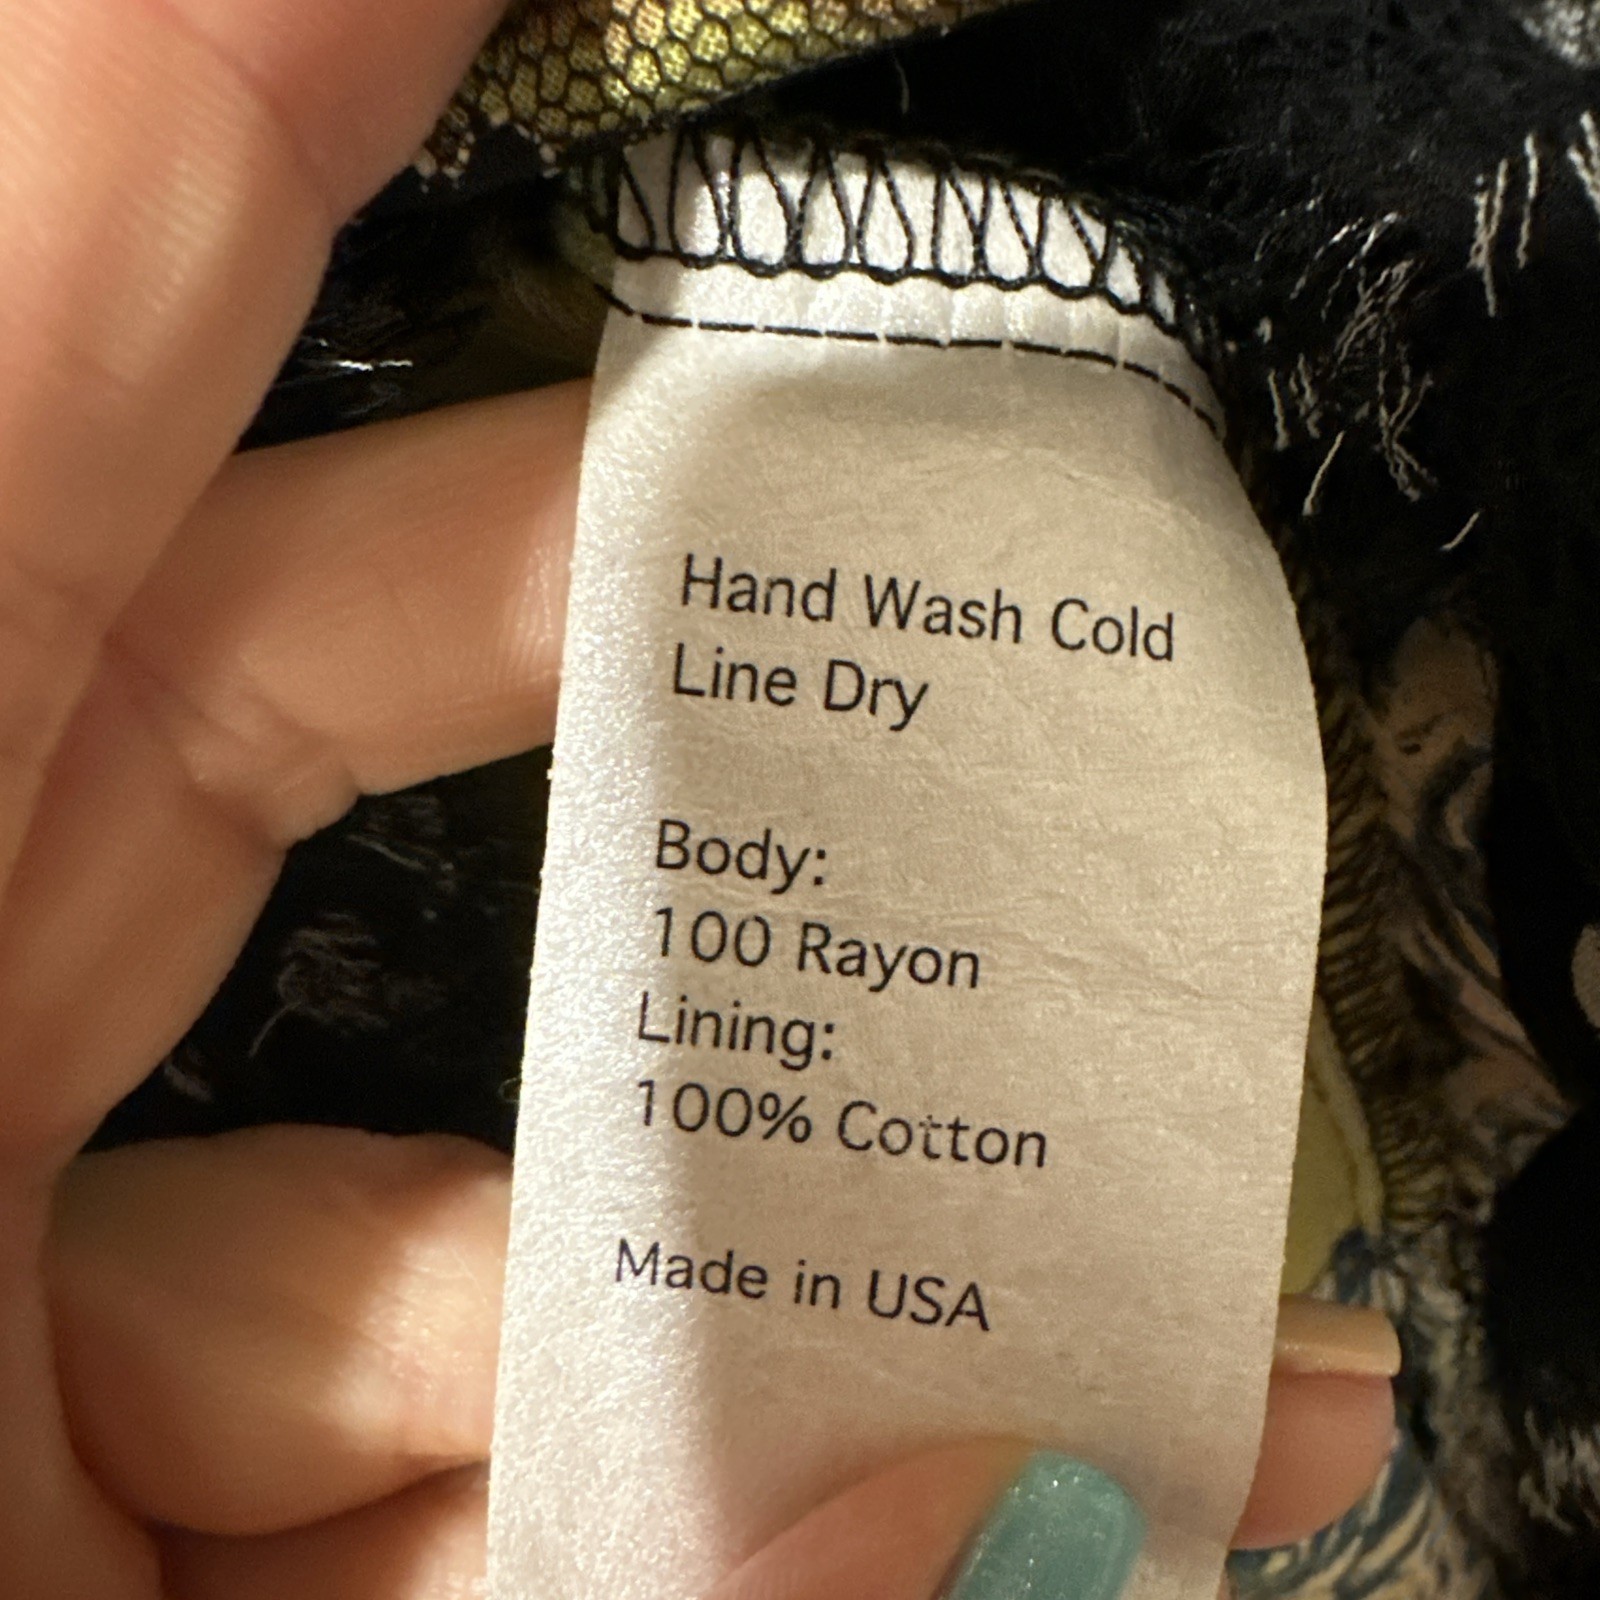 Hand Wash Cold
Line Dry
Body:
100 Rayon
Lining:
100% Cotton
Made in USA